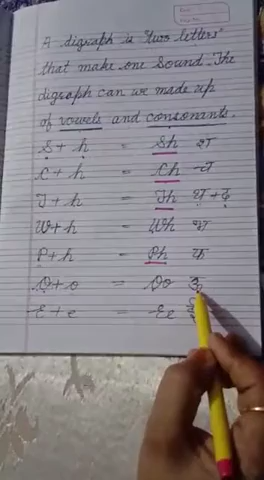 A digraph is "two letters"
that make one sound. The
digraph can we made up
of vowels and consonants.
S + h = Sh श
C + h = Ch च
T + h = Th थ + द
W + h = Wh
P + h = Ph फ
O + o = Oo
E + e = Ee